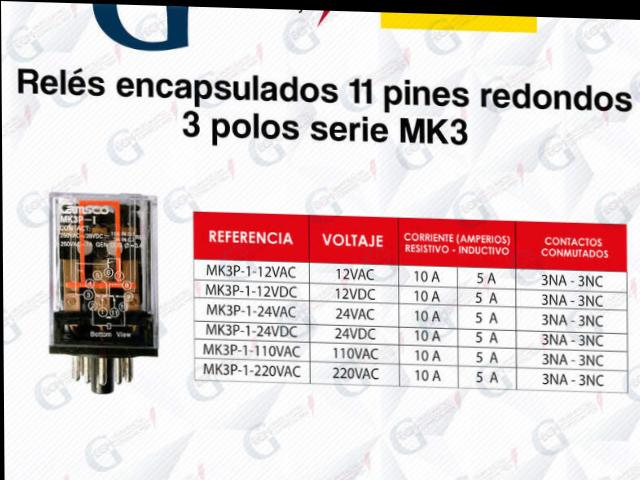 G
Relés encapsulados 11 pines redondos
3 polos serie MK3
Camsco
MK3P-I
CONTACT:
Bottom View
REFERENCIA VOLTAJE CORRIENTE (AMPERIOS) RESISTIVO - INDUCTIVO CONTACTOS CONMUTADOS
MK3P-1-12VAC 12VAC 10 A 5 A 3NA - 3NC
MK3P-1-12VDC 12VDC 10 A 5 A 3NA - 3NC
MK3P-1-24VAC 24VAC 10 A 5 A 3NA - 3NC
MK3P-1-24VDC 24VDC 10 A 5 A 3NA - 3NC
MK3P-1-110VAC 110VAC 10 A 5 A 3NA - 3NC
MK3P-1-220VAC 220VAC 10 A 5 A 3NA - 3NC